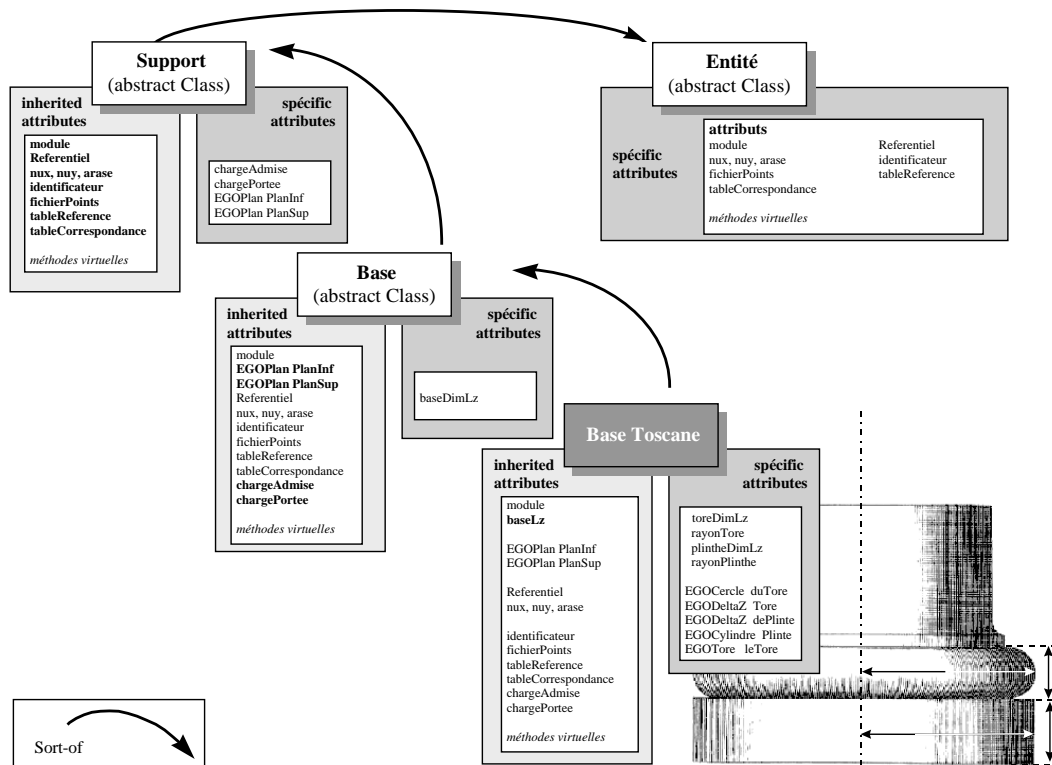 Support
(abstract Class)
inherited
attributes
module
Referentiel
nux, nuy, arase
identificateur
fichierPoints
tableReference
tableCorrespondance
méthodes virtuelles
spécific
attributes
chargeAdmise
chargePortee
EGOPlan PlanInf
EGOPlan PlanSup
Entité
(abstract Class)
spécific
attributes
attributs
module
nux, nuy, arase
fichierPoints
tableCorrespondance
Referentiel
identificateur
tableReference
méthodes virtuelles
Base
(abstract Class)
inherited
attributes
module
EGOPlan PlanInf
EGOPlan PlanSup
Referentiel
nux, nuy, arase
identificateur
fichierPoints
tableReference
tableCorrespondance
chargeAdmise
chargePortee
méthodes virtuelles
spécific
attributes
baseDimLz
Base Toscane
inherited
attributes
module
baseLz
EGOPlan PlanInf
EGOPlan PlanSup
Referentiel
nux, nuy, arase
identificateur
fichierPoints
tableReference
tableCorrespondance
chargeAdmise
chargePortee
méthodes virtuelles
spécific
attributes
toreDimLz
rayonTore
plintheDimLz
rayonPlinthe
EGOCercle duTore
EGODeltaZ Tore
EGODeltaZ dePlinte
EGOCylindre Plinte
EGOTore leTore
Sort-of